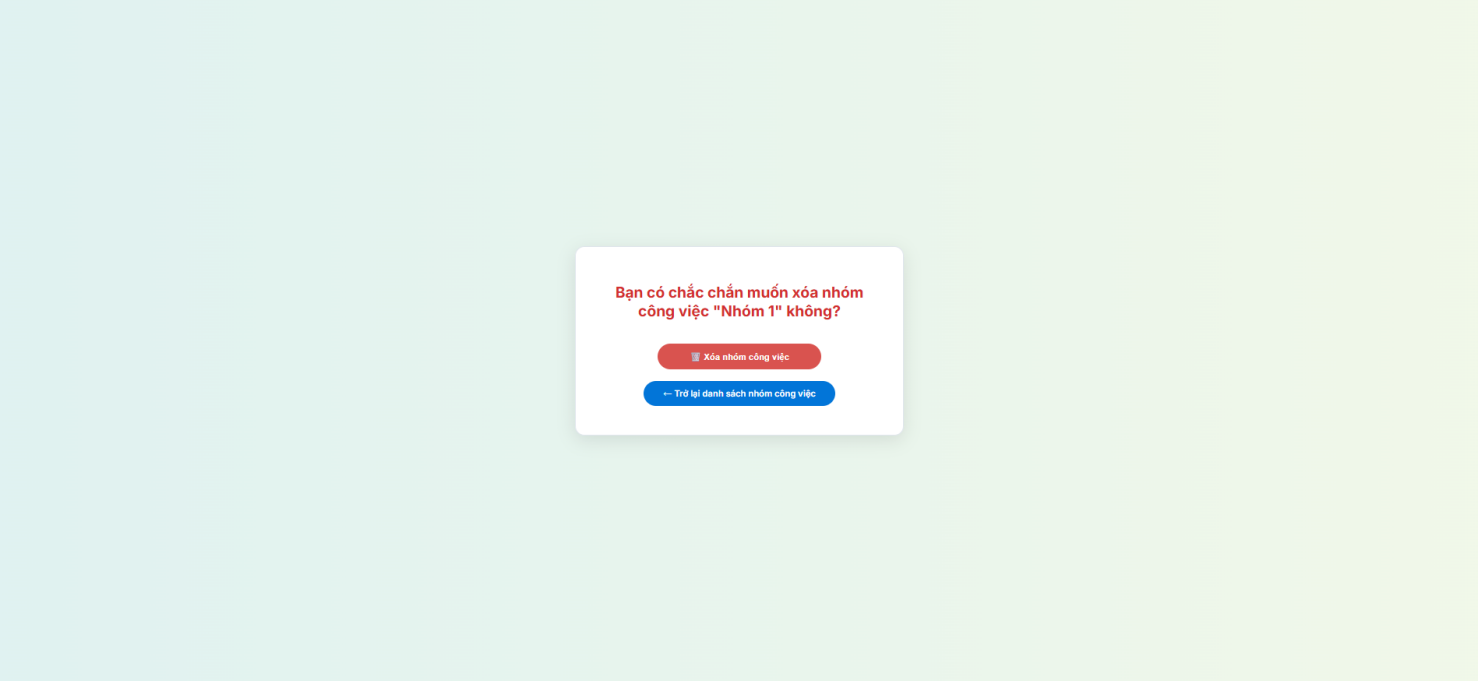 Bạn có chắc chắn muốn xóa nhóm
công việc "Nhóm 1" không?
🗑️ Xóa nhóm công việc
← Trở lại danh sách nhóm công việc